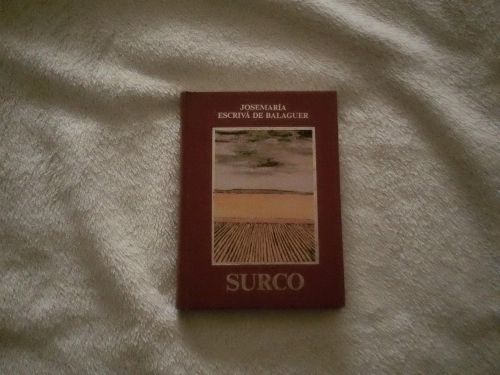 JOSEMARÍA
ESCRIVÁ DE BALAGUER
SURCO